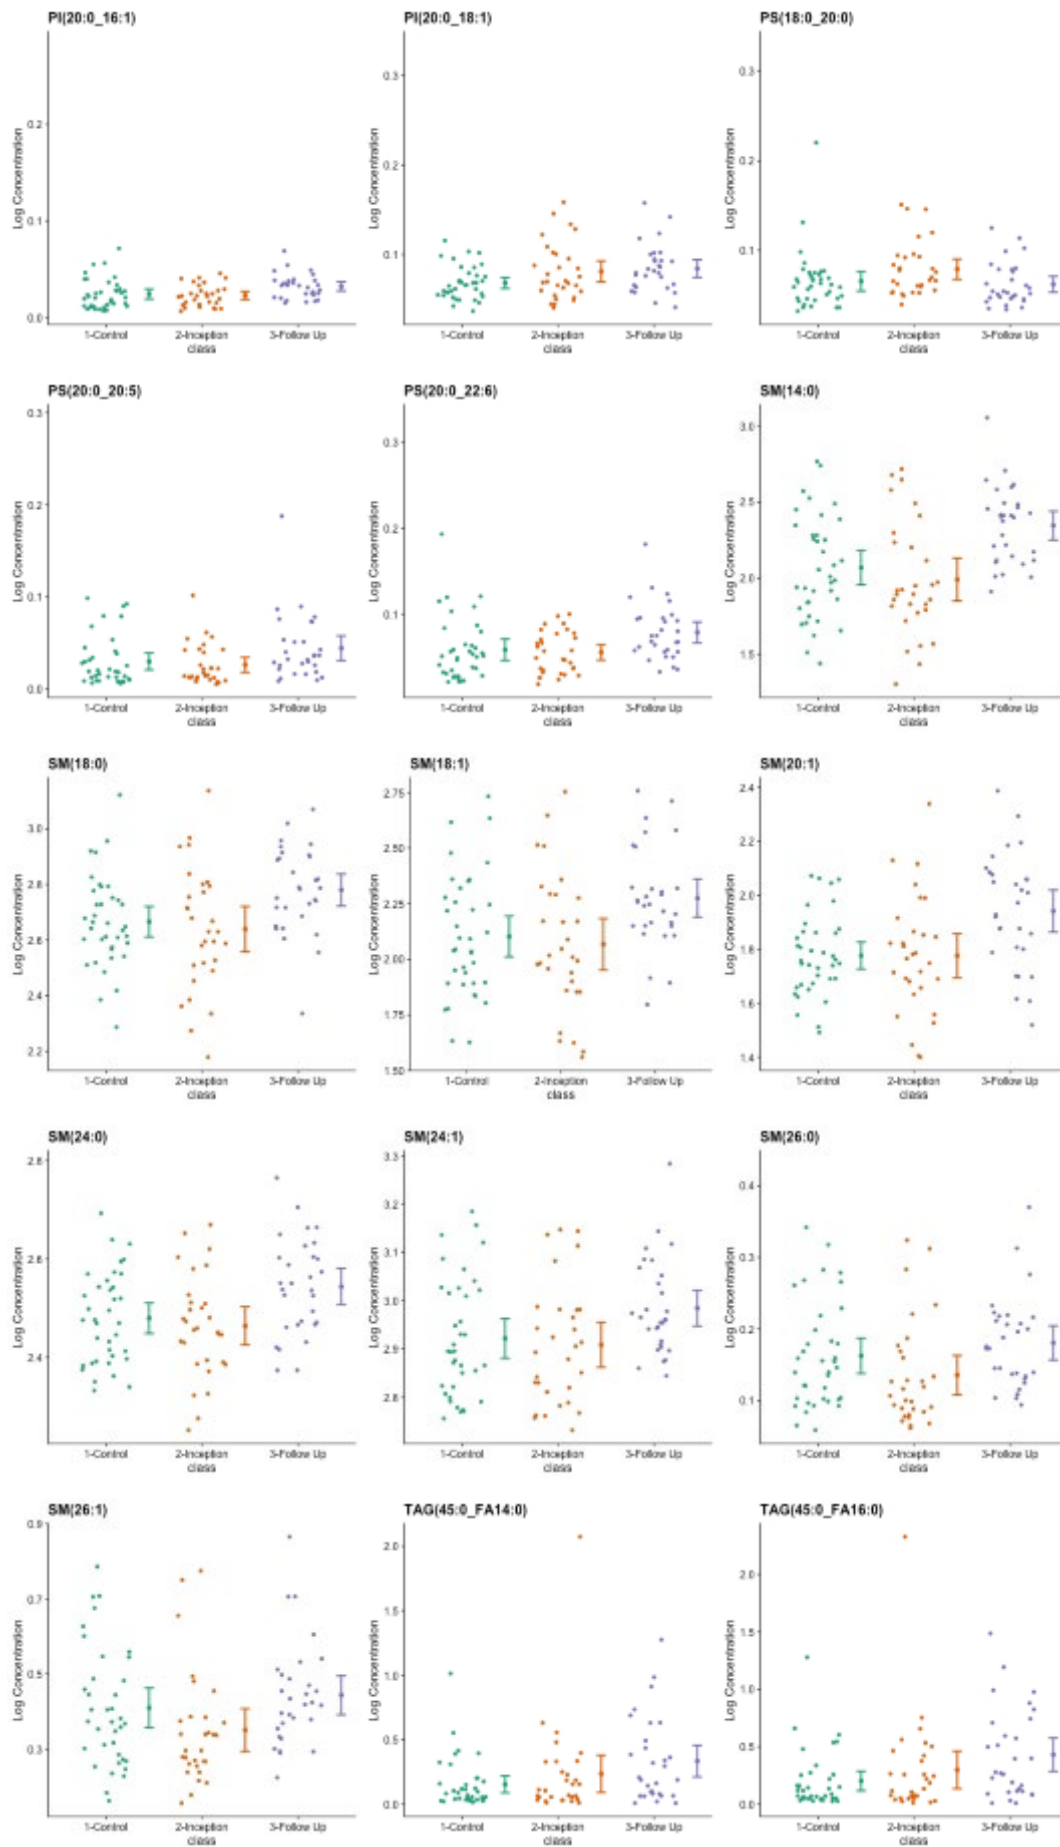 PI(20:0_16:1)
PI(20:0_18:1)
PS(18:0_20:0)
Log Concentration
0.2
0.1
0.0
1-Control
2-Inception
3-Follow Up
class
Log Concentration
0.3
0.2
0.1
1-Control
2-Inception
3-Follow Up
class
Log Concentration
0.3
0.2
0.1
1-Control
2-Inception
3-Follow Up
class
PS(20:0_20:5)
PS(20:0_22:6)
SM(14:0)
Log Concentration
0.3
0.2
0.1
0.0
1-Control
2-Inception
3-Follow Up
class
Log Concentration
0.3
0.2
0.1
1-Control
2-Inception
3-Follow Up
class
Log Concentration
3.0
2.5
2.0
1.5
1-Control
2-Inception
3-Follow Up
class
SM(18:0)
SM(18:1)
SM(20:1)
Log Concentration
3.0
2.8
2.6
2.4
2.2
1-Control
2-Inception
3-Follow Up
class
Log Concentration
2.75
2.50
2.25
2.00
1.75
1.50
1-Control
2-Inception
3-Follow Up
class
Log Concentration
2.4
2.2
2.0
1.8
1.6
1.4
1-Control
2-Inception
3-Follow Up
class
SM(24:0)
SM(24:1)
SM(26:0)
Log Concentration
2.8
2.6
2.4
1-Control
2-Inception
3-Follow Up
class
Log Concentration
3.3
3.2
3.1
3.0
2.9
2.8
1-Control
2-Inception
3-Follow Up
class
Log Concentration
0.4
0.3
0.2
0.1
1-Control
2-Inception
3-Follow Up
class
SM(26:1)
TAG(45:0_FA14:0)
TAG(45:0_FA16:0)
Log Concentration
0.9
0.7
0.5
0.3
1-Control
2-Inception
3-Follow Up
class
Log Concentration
2.0
1.5
1.0
0.5
0.0
1-Control
2-Inception
3-Follow Up
class
Log Concentration
2.0
1.5
1.0
0.5
0.0
1-Control
2-Inception
3-Follow Up
class